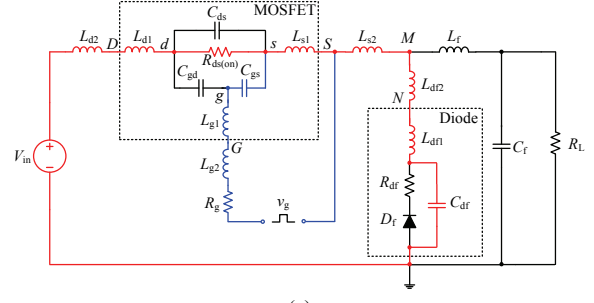 MOSFET
C_ds
L_d2 D L_d1 d R_ds(on) s L_s1 S L_s2 M L_f
C_gd g C_gs
L_df2
N
Diode
L_g1
L_df1
G
L_g2
V_in
R_df
C_df
C_f
R_L
R_g
v_g
D_f